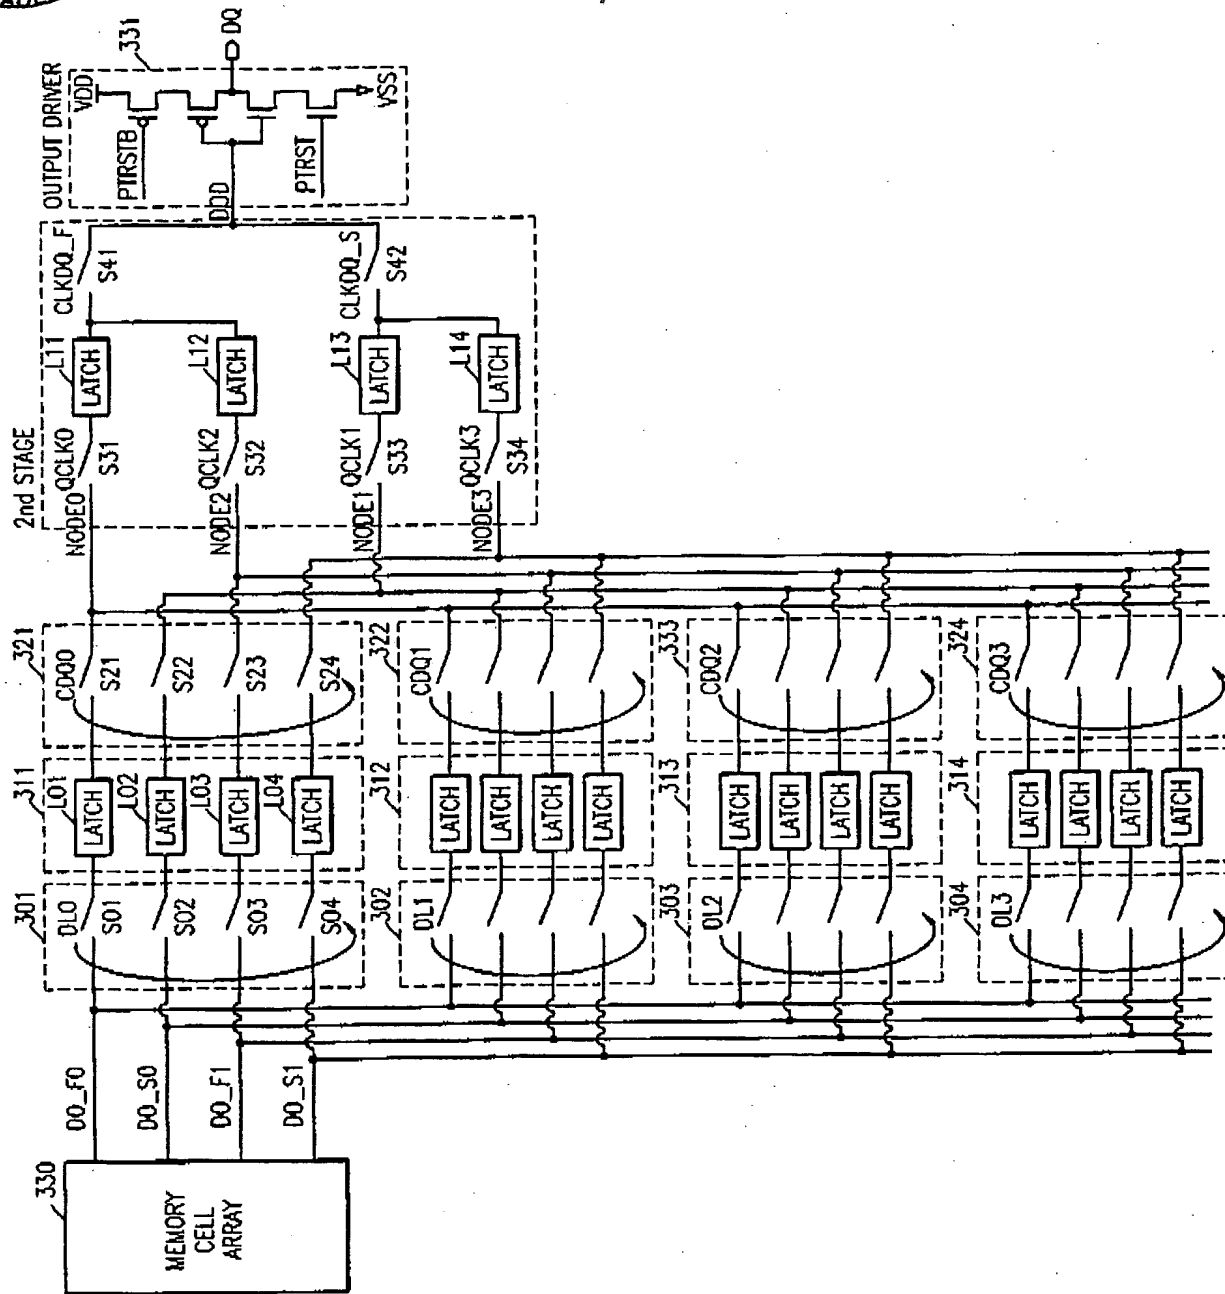 330
MEMORY
CELL
ARRAY
DO_F0
DO_S0
DO_F1
DO_S1
301
DL0
S01
S02
S03
S04
311
L01
LATCH
L02
LATCH
L03
LATCH
L04
LATCH
321
CDQ0
S21
S22
S23
S24
302
DL1
312
LATCH
LATCH
LATCH
LATCH
322
CDQ1
303
DL2
313
LATCH
LATCH
LATCH
LATCH
333
CDQ2
304
DL3
314
LATCH
LATCH
LATCH
LATCH
324
CDQ3
2nd STAGE
NODE0
QCLK0
S31
L11
LATCH
CLKDQ_F
S41
NODE2
QCLK2
S32
L12
LATCH
NODE1
QCLK1
S33
L13
LATCH
CLKDQ_S
S42
NODE3
QCLK3
S34
L14
LATCH
OUTPUT DRIVER
331
VDD
PTRSTB
DOD
DQ
PTRST
VSS